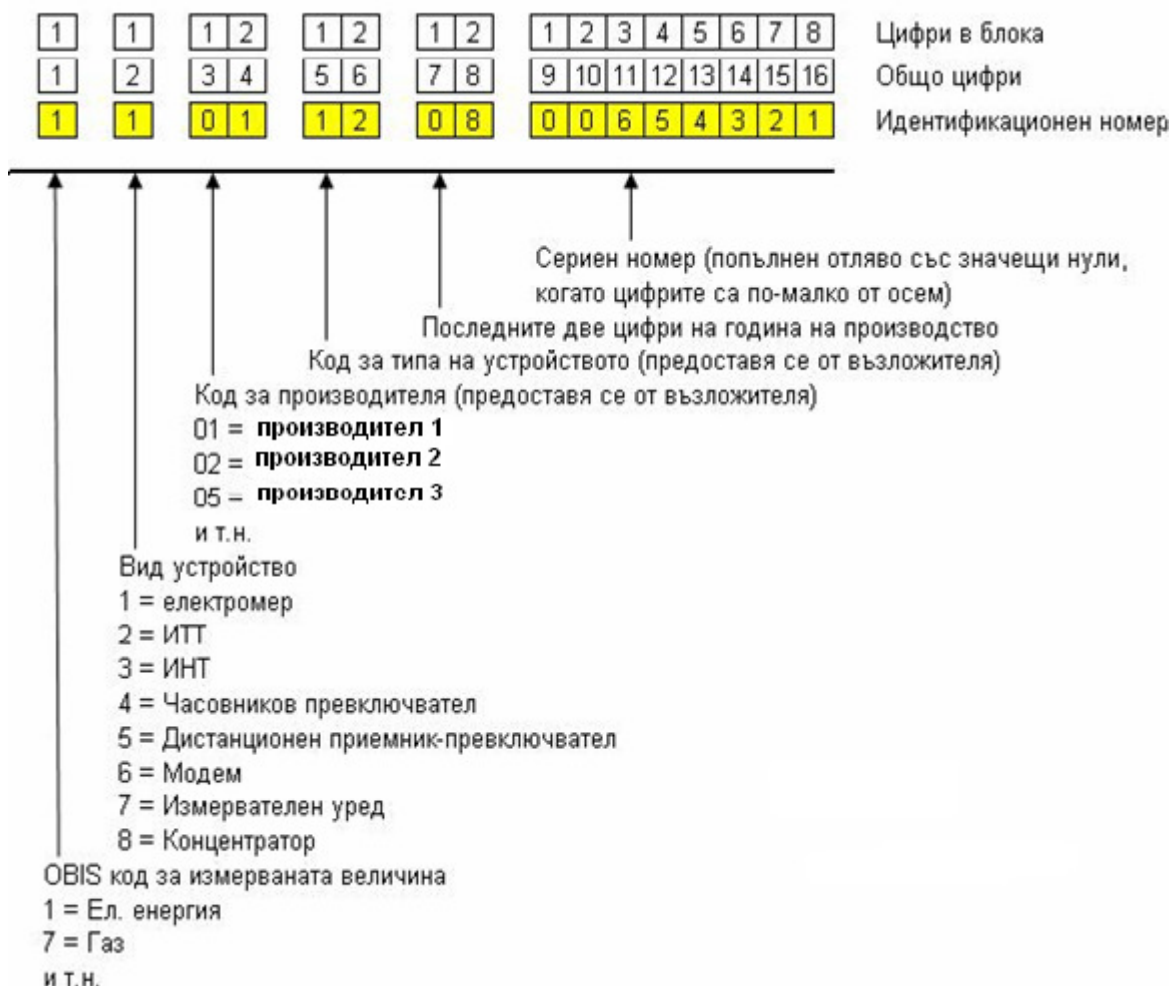 1 1 1 2 1 2 1 2 1 2 3 4 5 6 7 8 Цифри в блока
1 2 3 4 5 6 7 8 9 10 11 12 13 14 15 16 Общо цифри
1 1 0 1 1 2 0 8 0 0 6 5 4 3 2 1 Идентификационен номер
Сериен номер (попълнен отляво със значещи нули,
когато цифрите са по-малко от осем)
Последните две цифри на година на производство
Код за типа на устройството (предоставя се от възложителя)
Код за производителя (предоставя се от възложителя)
01 = производител 1
02 = производител 2
05 = производител 3
и т.н.
Вид устройство
1 = електромер
2 = ИТТ
3 = ИНТ
4 = Часовников превключвател
5 = Дистанционен приемник-превключвател
6 = Модем
7 = Измервателен уред
8 = Концентратор
OBIS код за измерваната величина
1 = Ел. енергия
7 = Газ
и т.н.